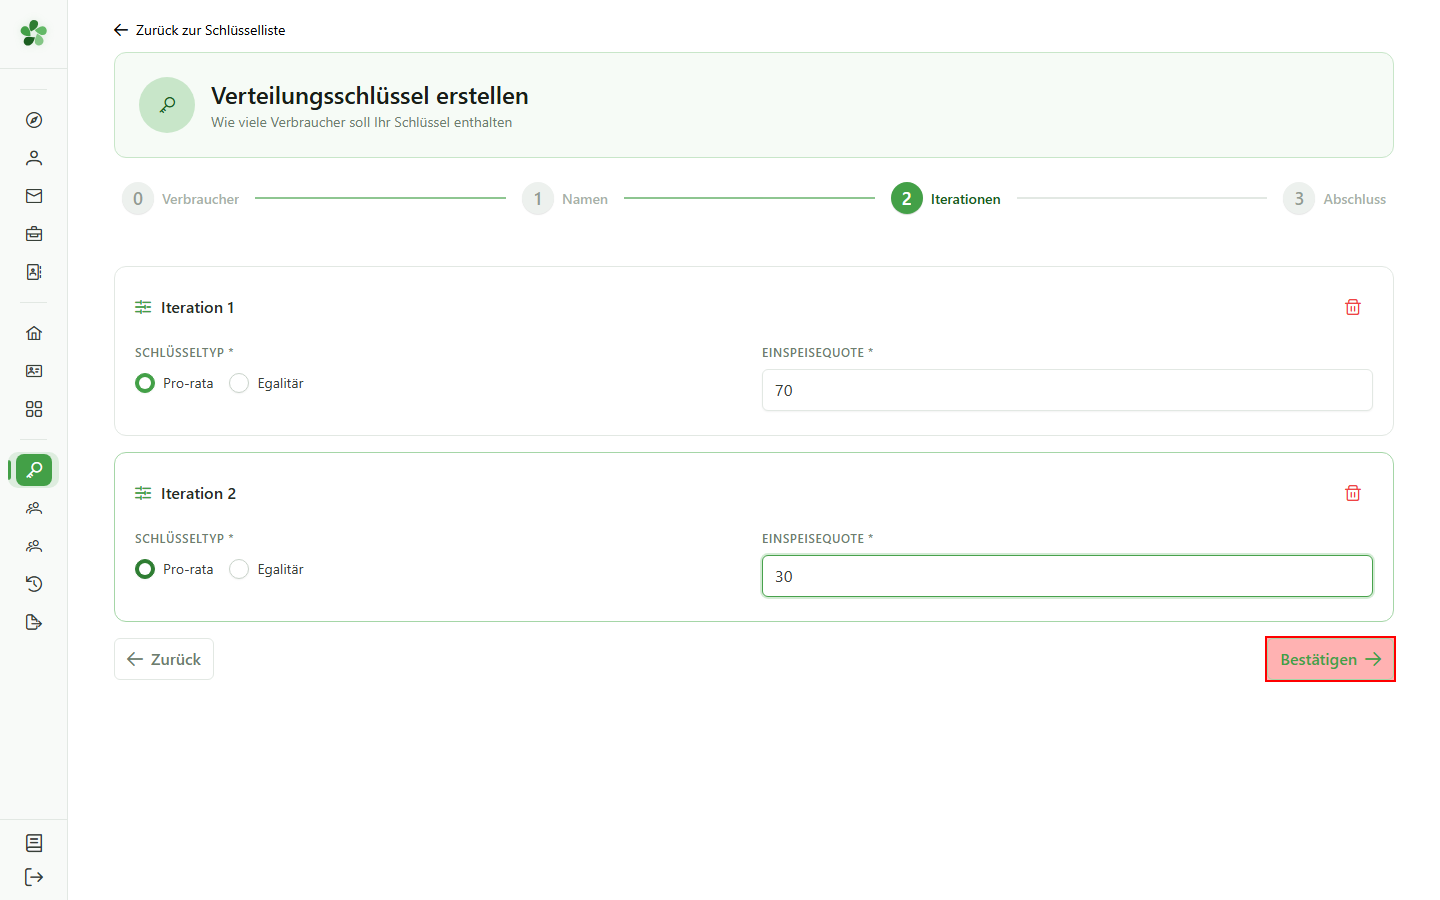 Zurück zur Schlüsselliste
Verteilungsschlüssel erstellen
Wie viele Verbraucher soll Ihr Schlüssel enthalten
0 Verbraucher
1 Namen
2 Iterationen
3 Abschluss
Iteration 1
SCHLÜSSELTYP *
Pro-rata
Egalitär
EINSPEISEQUOTE *
70
Iteration 2
SCHLÜSSELTYP *
Pro-rata
Egalitär
EINSPEISEQUOTE *
30
Zurück
Bestätigen